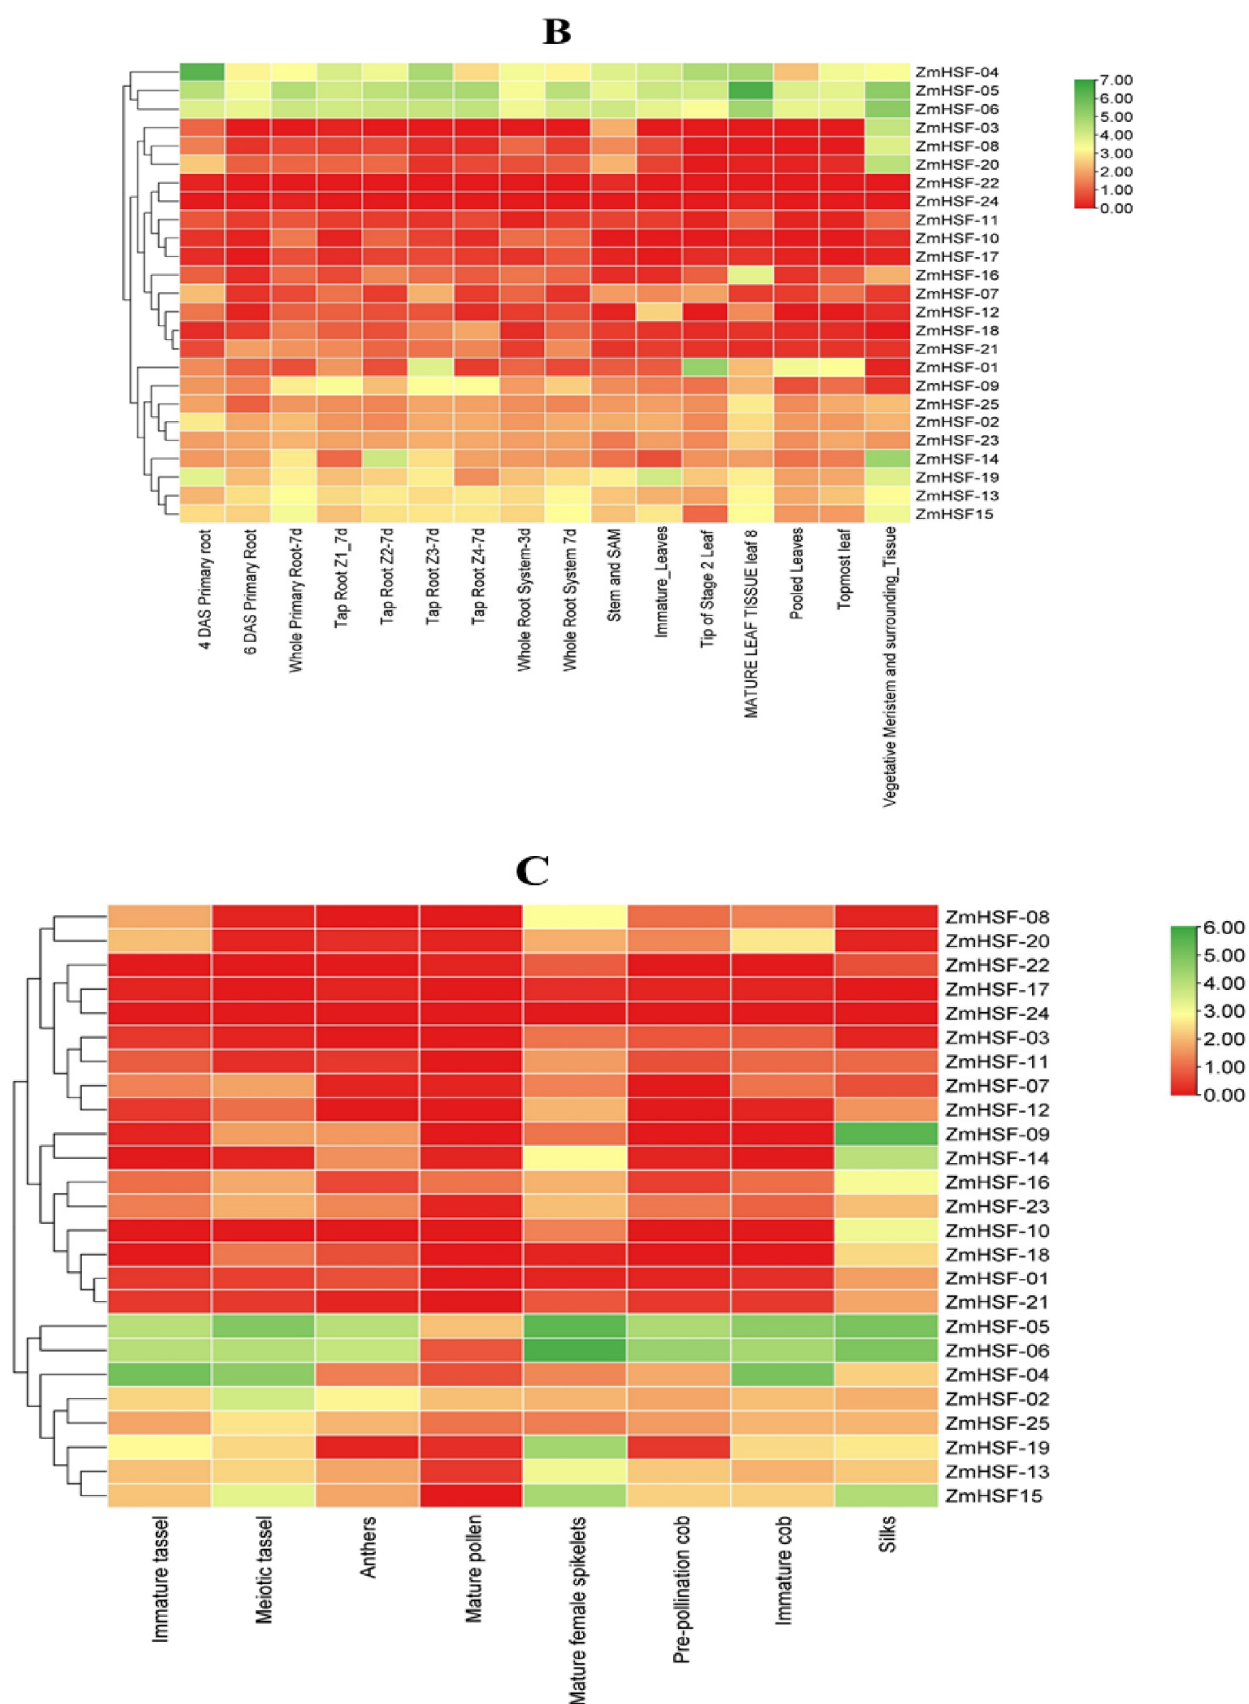 B
ZmHSF-04
ZmHSF-05
ZmHSF-06
ZmHSF-03
ZmHSF-08
ZmHSF-20
ZmHSF-22
ZmHSF-24
ZmHSF-11
ZmHSF-10
ZmHSF-17
ZmHSF-16
ZmHSF-07
ZmHSF-12
ZmHSF-18
ZmHSF-21
ZmHSF-01
ZmHSF-09
ZmHSF-25
ZmHSF-02
ZmHSF-23
ZmHSF-14
ZmHSF-19
ZmHSF-13
ZmHSF15
7.00
6.00
5.00
4.00
3.00
2.00
1.00
0.00
4 DAS Primary root
6 DAS Primary Root
Whole Primary Root-7d
Tap Root Z1_7d
Tap Root Z2-7d
Tap Root Z3-7d
Tap Root Z4-7d
Whole Root System-3d
Whole Root System 7d
Stem and SAM
Immature_Leaves
Tip of Stage 2 Leaf
MATURE LEAF TISSUE leaf 8
Pooled Leaves
Topmost leaf
Vegetative Meristem and surrounding_Tissue
C
ZmHSF-08
ZmHSF-20
ZmHSF-22
ZmHSF-17
ZmHSF-24
ZmHSF-03
ZmHSF-11
ZmHSF-07
ZmHSF-12
ZmHSF-09
ZmHSF-14
ZmHSF-16
ZmHSF-23
ZmHSF-10
ZmHSF-18
ZmHSF-01
ZmHSF-21
ZmHSF-05
ZmHSF-06
ZmHSF-04
ZmHSF-02
ZmHSF-25
ZmHSF-19
ZmHSF-13
ZmHSF15
6.00
5.00
4.00
3.00
2.00
1.00
0.00
Immature tassel
Meiotic tassel
Anthers
Mature pollen
Mature female spikelets
Pre-pollination cob
Immature cob
Silks